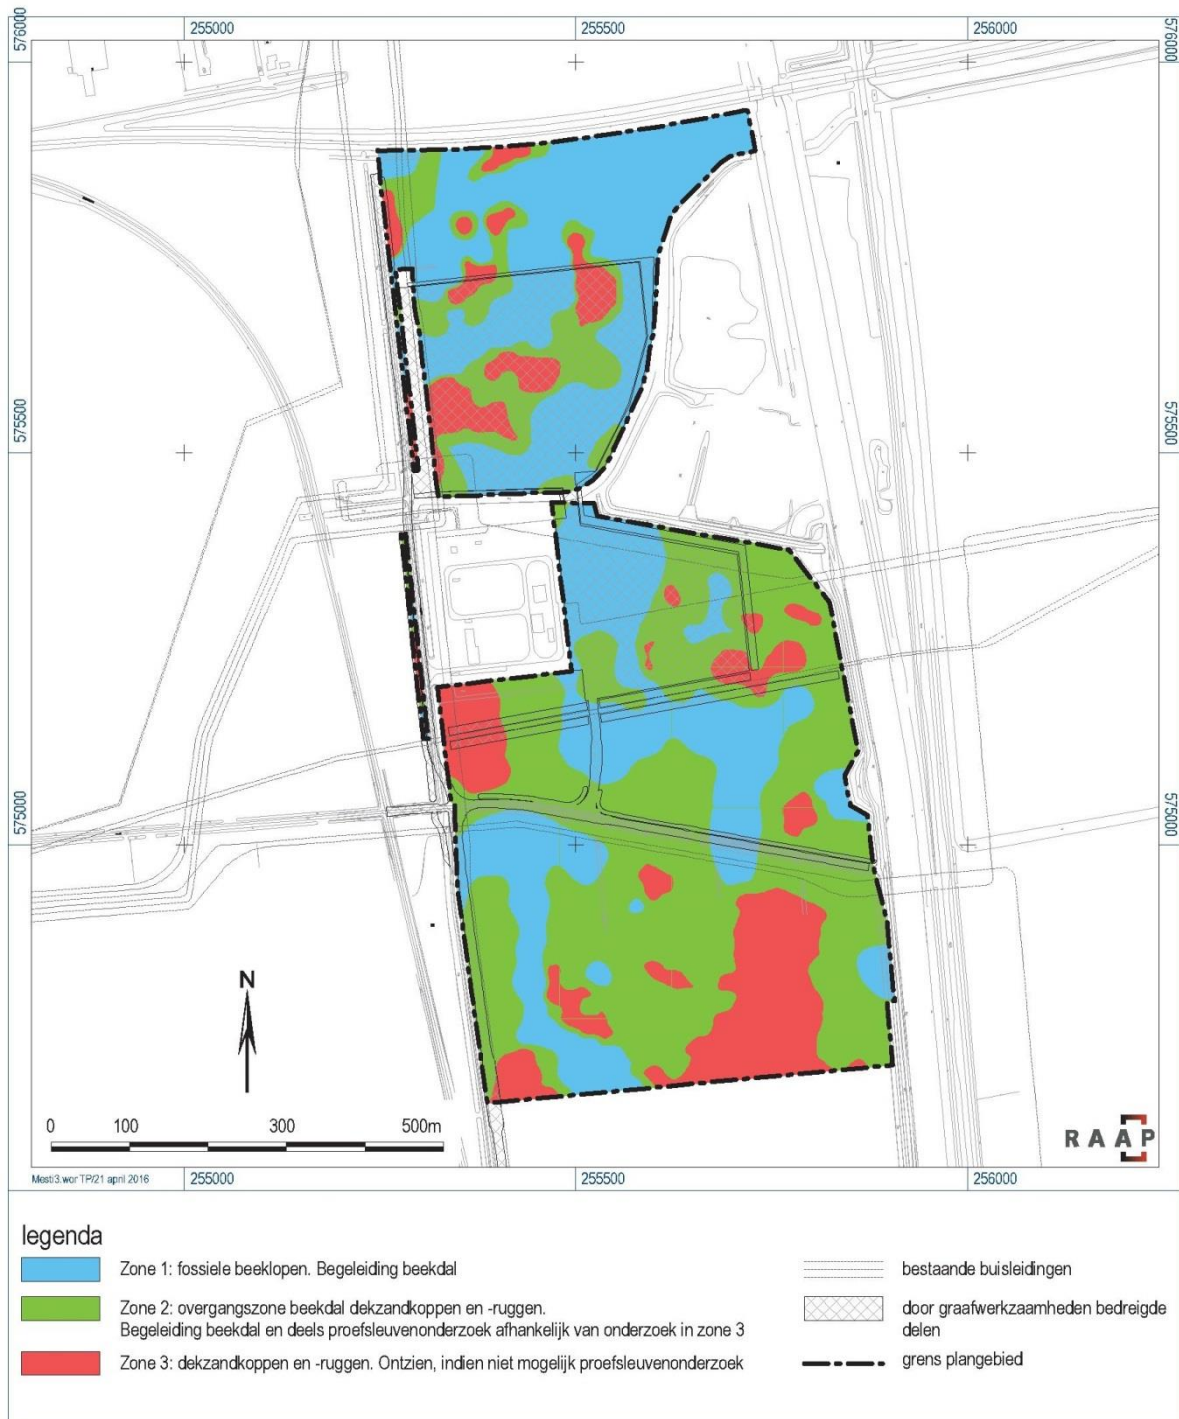 255000 255500 256000
576000 576000
575500 575500
575000 575000
N
0 100 300 500m
RAAP
Mesti3.wor TP/21 april 2016
255000 255500 256000
legenda
Zone 1: fossiele beeklopen. Begeleiding beekdal
Zone 2: overgangszone beekdal dekzandkoppen en -ruggen.
Begeleiding beekdal en deels proefsleuvenonderzoek afhankelijk van onderzoek in zone 3
Zone 3: dekzandkoppen en -ruggen. Ontzien, indien niet mogelijk proefsleuvenonderzoek
bestaande buisleidingen
door graafwerkzaamheden bedreigde
delen
grens plangebied